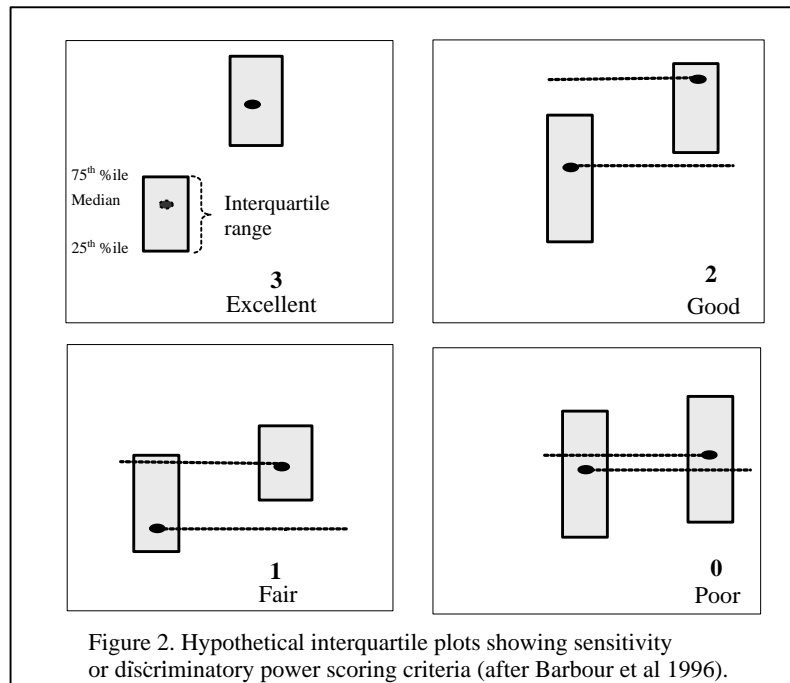 75th %ile
Median
25th %ile
Interquartile
range
3
Excellent
2
Good
1
Fair
0
Poor
Figure 2. Hypothetical interquartile plots showing sensitivity
or discriminatory power scoring criteria (after Barbour et al 1996).